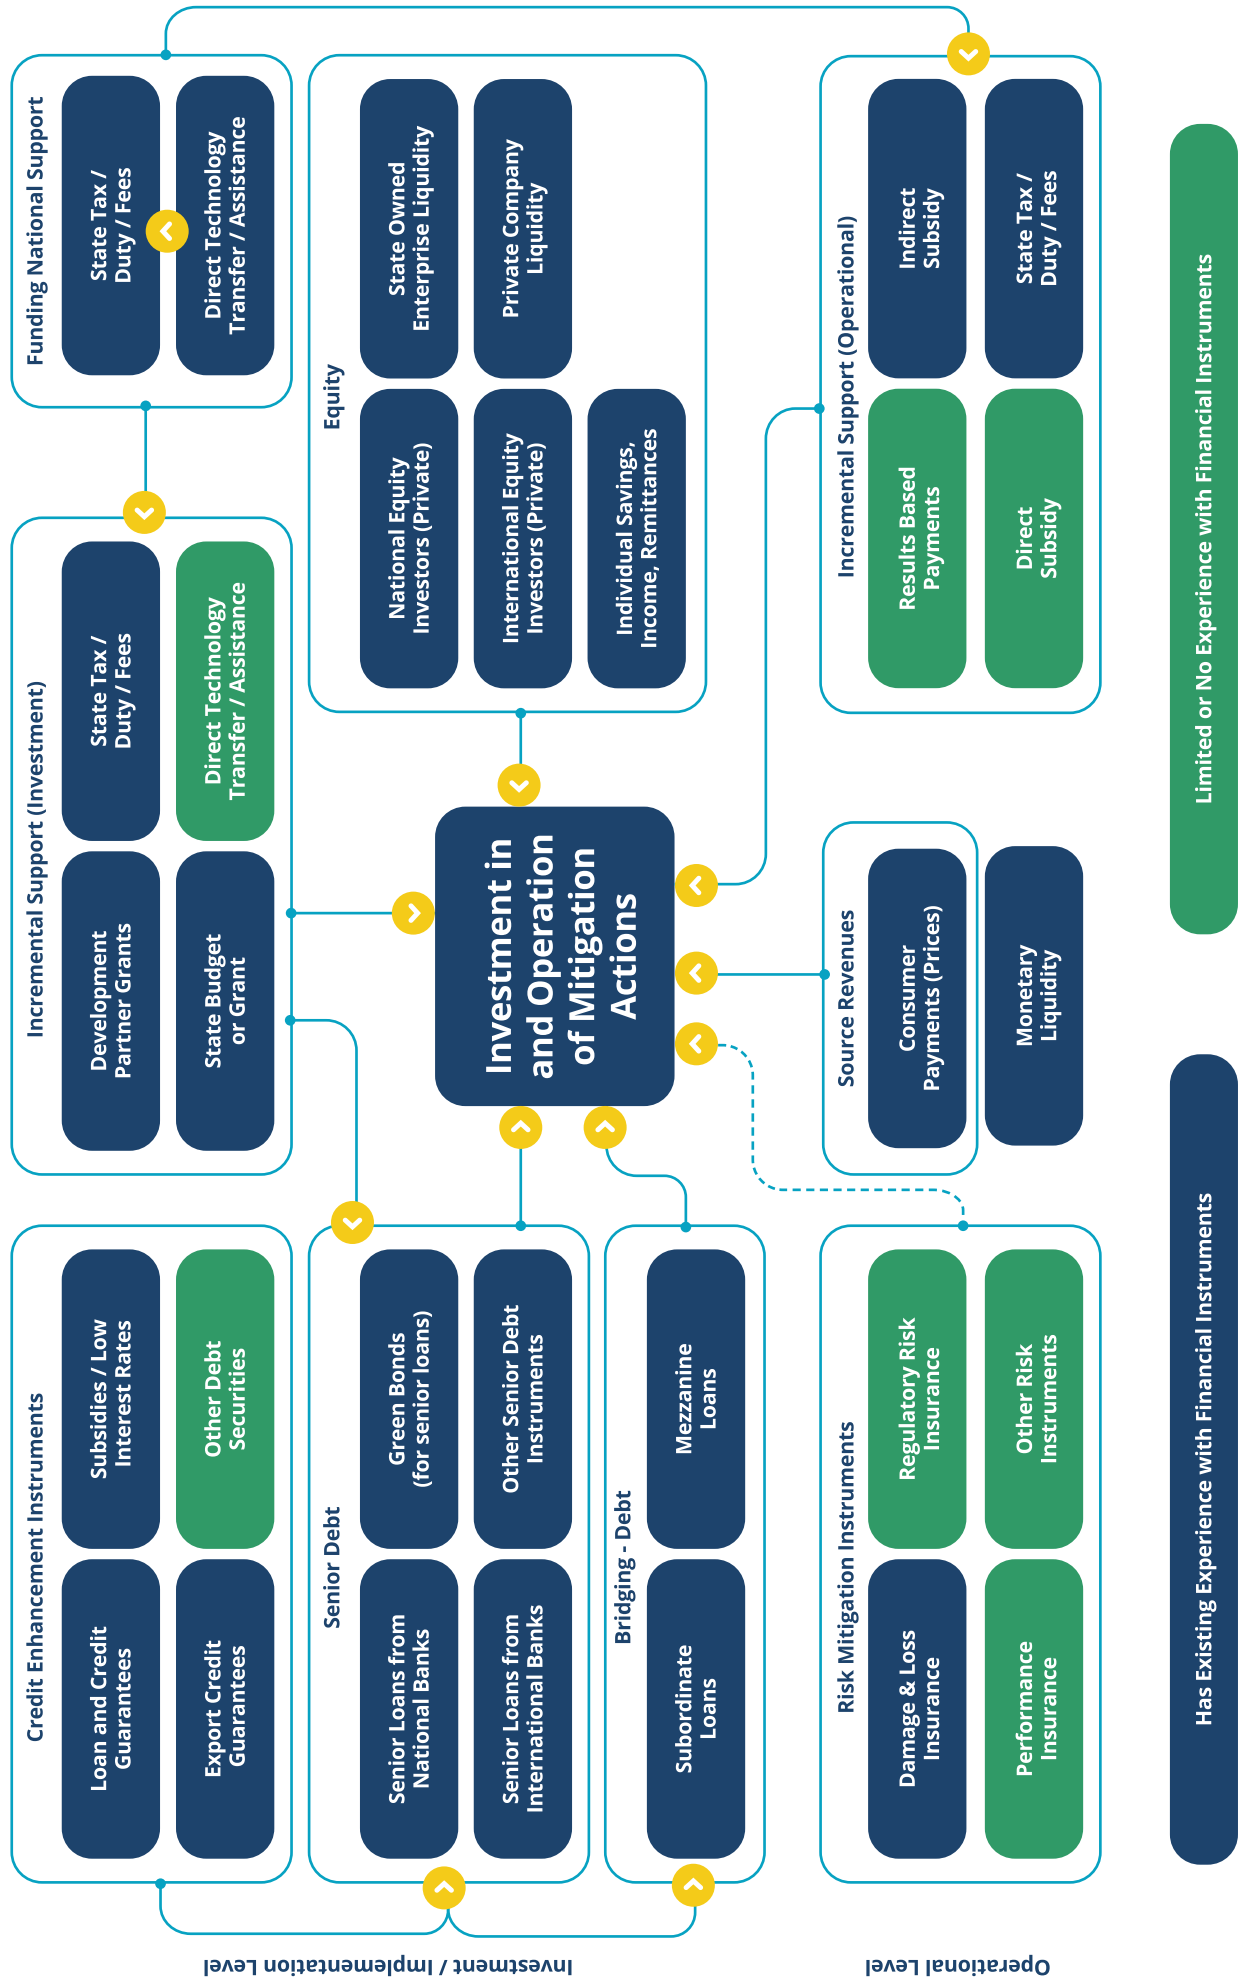 Investment / Implementation Level
Credit Enhancement Instruments
Loan and Credit
Guarantees
Subsidies / Low
Interest Rates
Export Credit
Guarantees
Other Debt
Securities
Incremental Support (Investment)
Development
Partner Grants
State Tax /
Duty / Fees
State Budget
or Grant
Direct Technology
Transfer / Assistance
Funding National Support
State Tax /
Duty / Fees
Direct Technology
Transfer / Assistance
Senior Debt
Senior Loans from
National Banks
Green Bonds
(for senior loans)
Senior Loans from
International Banks
Other Senior Debt
Instruments
Bridging - Debt
Subordinate
Loans
Mezzanine
Loans
Investment in
and Operation
of Mitigation
Actions
Equity
National Equity
Investors (Private)
State Owned
Enterprise Liquidity
International Equity
Investors (Private)
Private Company
Liquidity
Individual Savings,
Income, Remittances
Operational Level
Risk Mitigation Instruments
Damage & Loss
Insurance
Regulatory Risk
Insurance
Performance
Insurance
Other Risk
Instruments
Source Revenues
Consumer
Payments (Prices)
Monetary
Liquidity
Incremental Support (Operational)
Results Based
Payments
Indirect
Subsidy
Direct
Subsidy
State Tax /
Duty / Fees
Has Existing Experience with Financial Instruments
Limited or No Experience with Financial Instruments